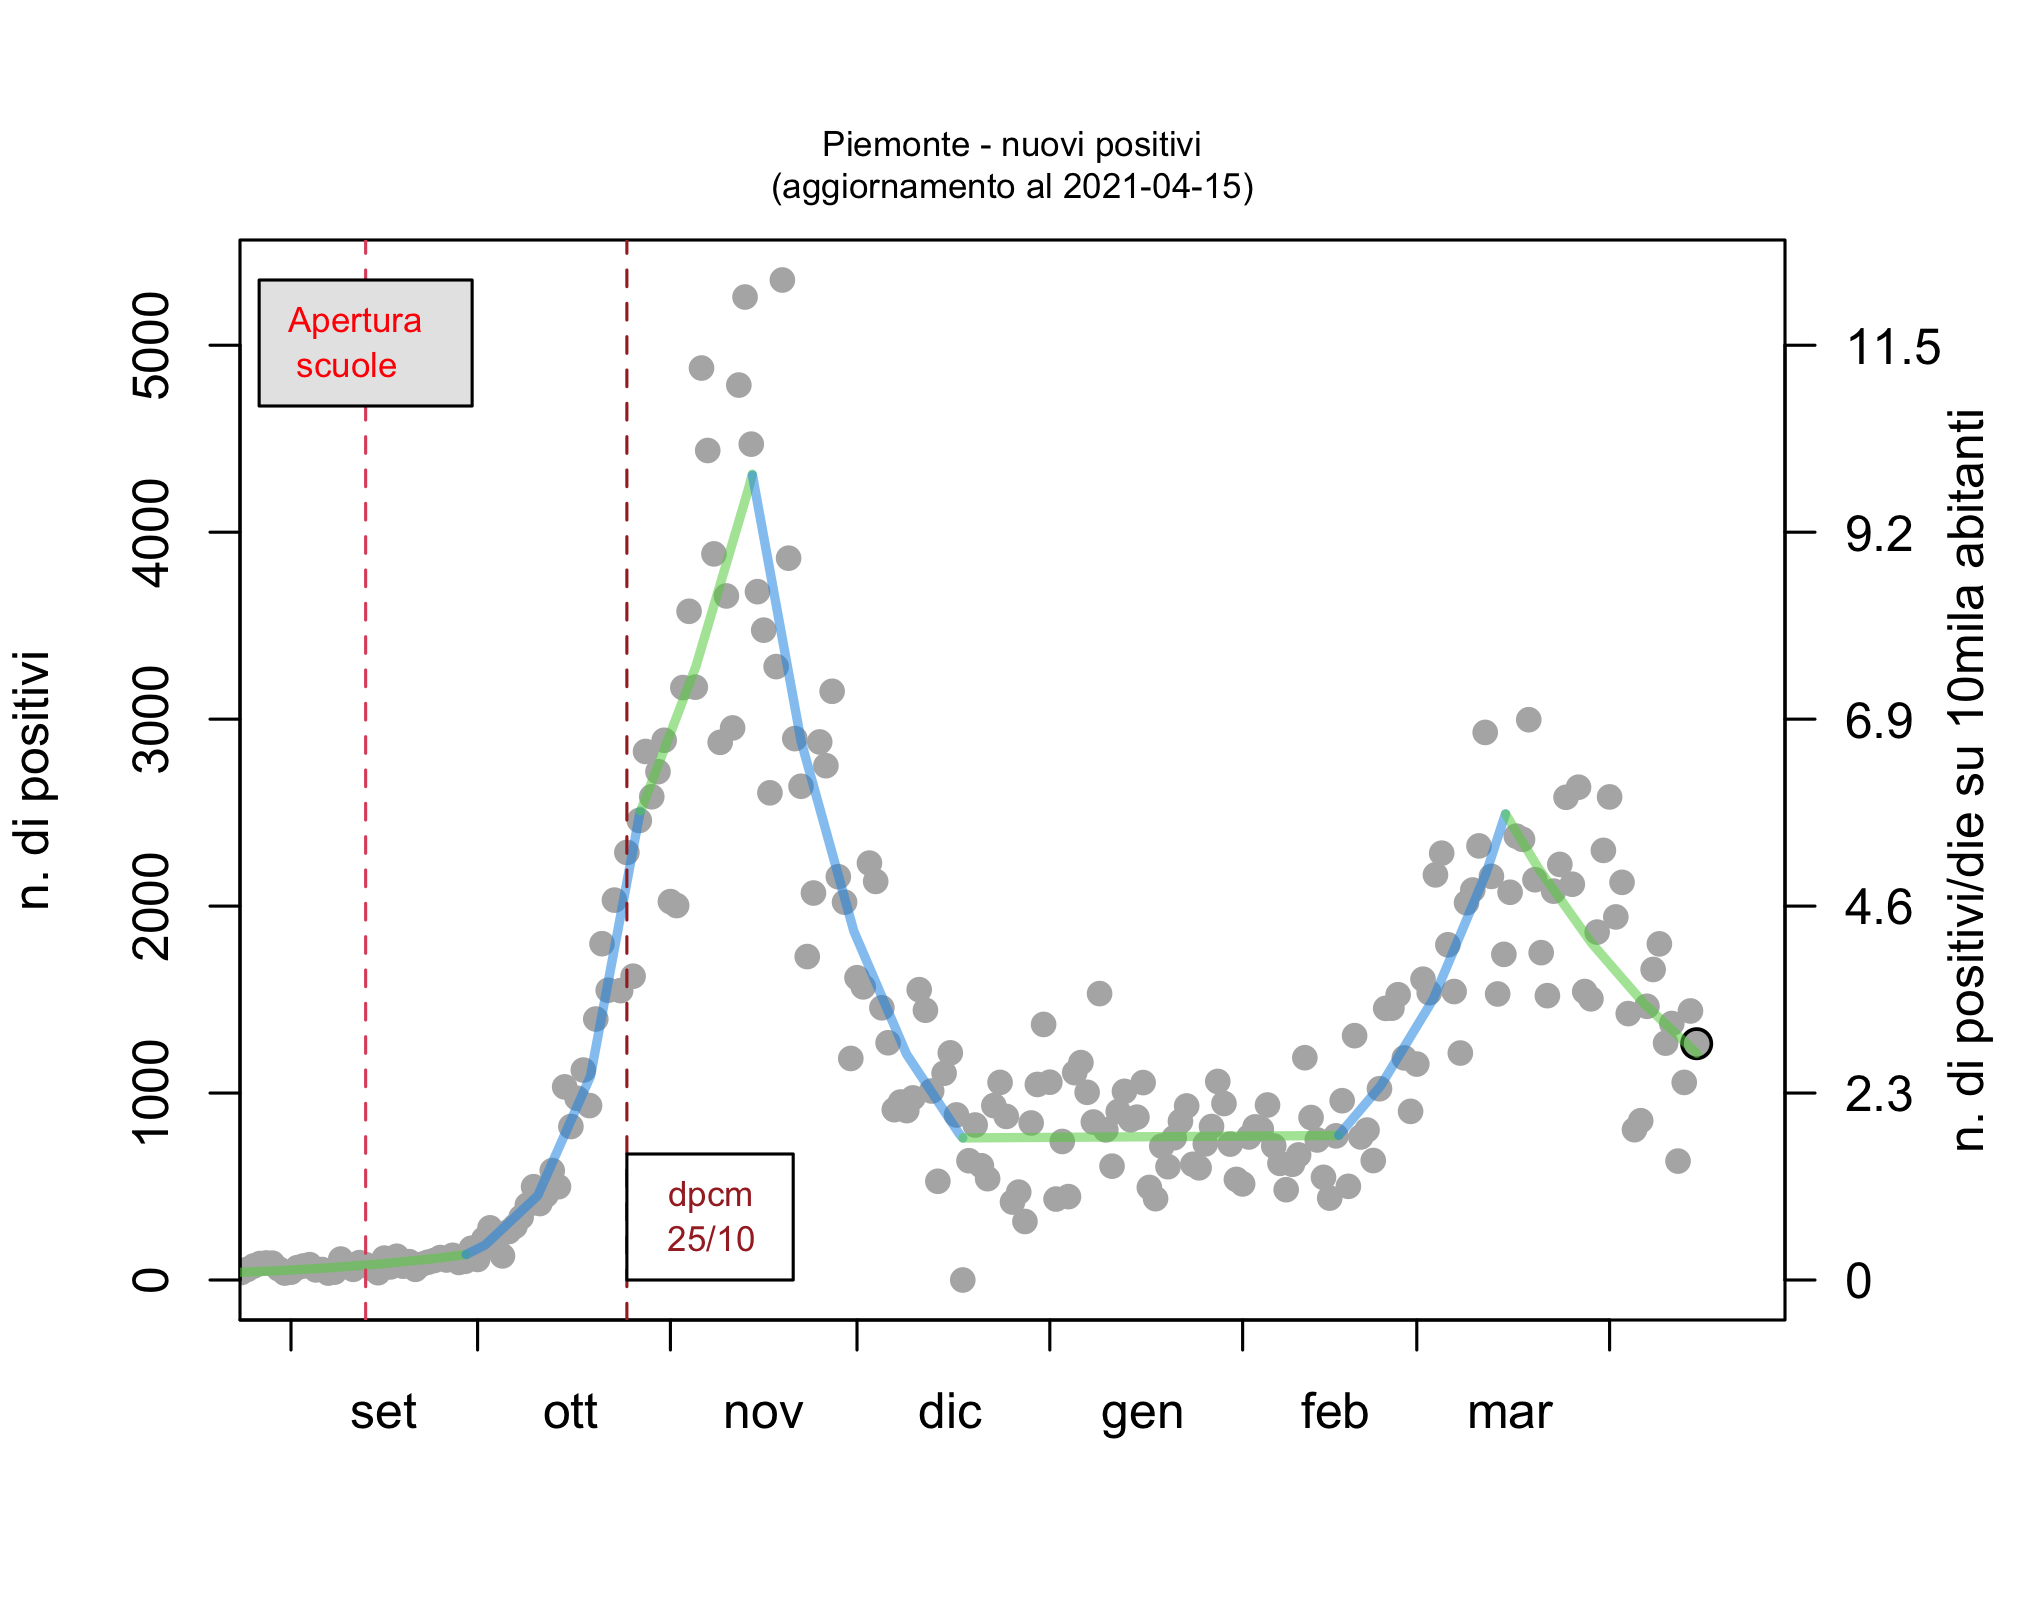 Piemonte - nuovi positivi
(aggiornamento al 2021-04-15)
Apertura
scuole
dpcm
25/10
n. di positivi
5000
4000
3000
2000
1000
0
11.5
9.2
6.9
4.6
2.3
0
n. di positivi/die su 10mila abitanti
set ott nov dic gen feb mar